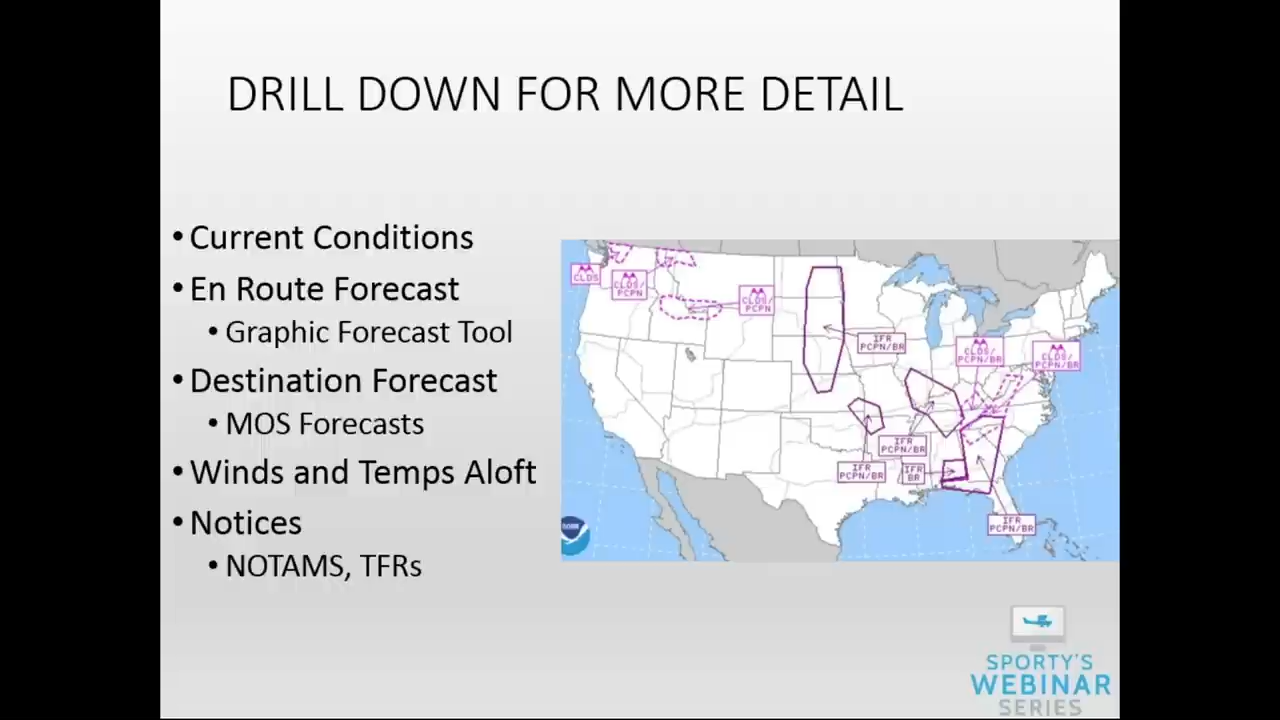 DRILL DOWN FOR MORE DETAIL
• Current Conditions
• En Route Forecast
• Graphic Forecast Tool
• Destination Forecast
• MOS Forecasts
• Winds and Temps Aloft
• Notices
• NOTAMS, TFRs
CLDS
CLDS/
PCPN
CLDS/
PCPN
IFR
PCPN/BR
CLDS/
PCPN/BR
CLDS/
PCPN/BR
IFR
PCPN/BR
IFR
PCPN/BR
IFR
BR
IFR
PCPN/BR
NOAA
SPORTY'S
WEBINAR
SERIES